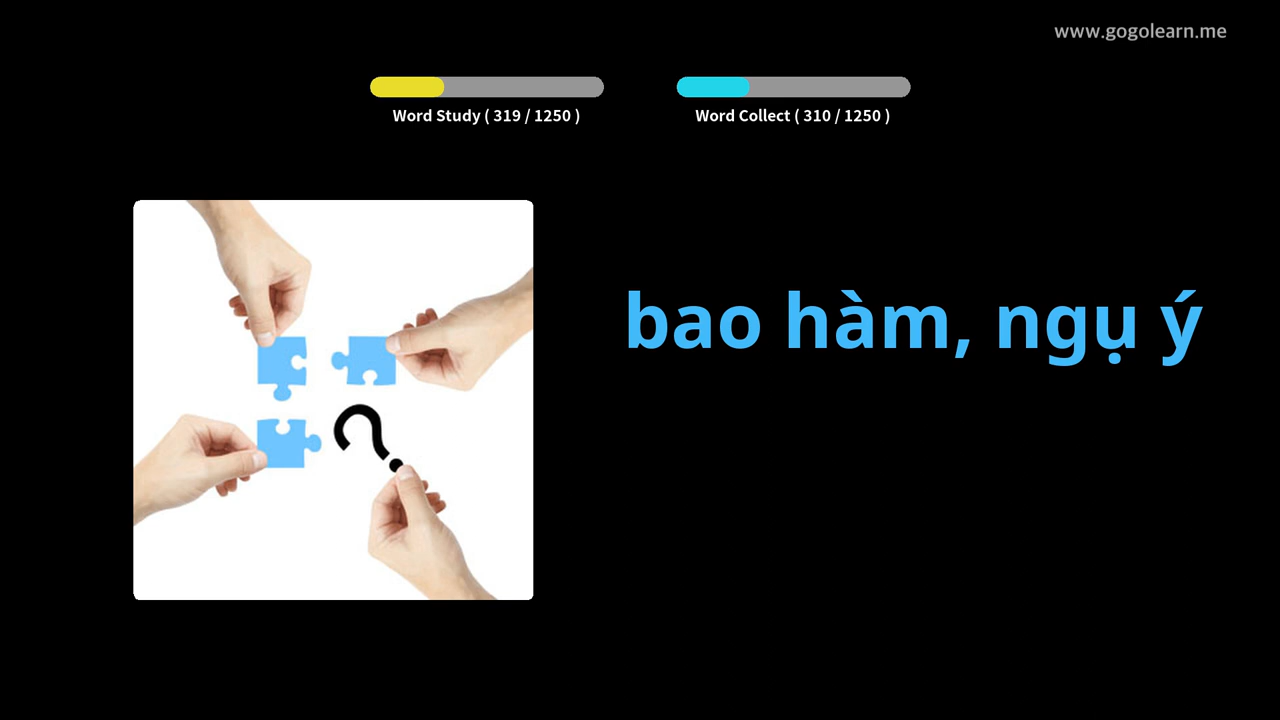 www.gogolearn.me
Word Study ( 319 / 1250 )
Word Collect ( 310 / 1250 )
bao hàm, ngụ ý
?